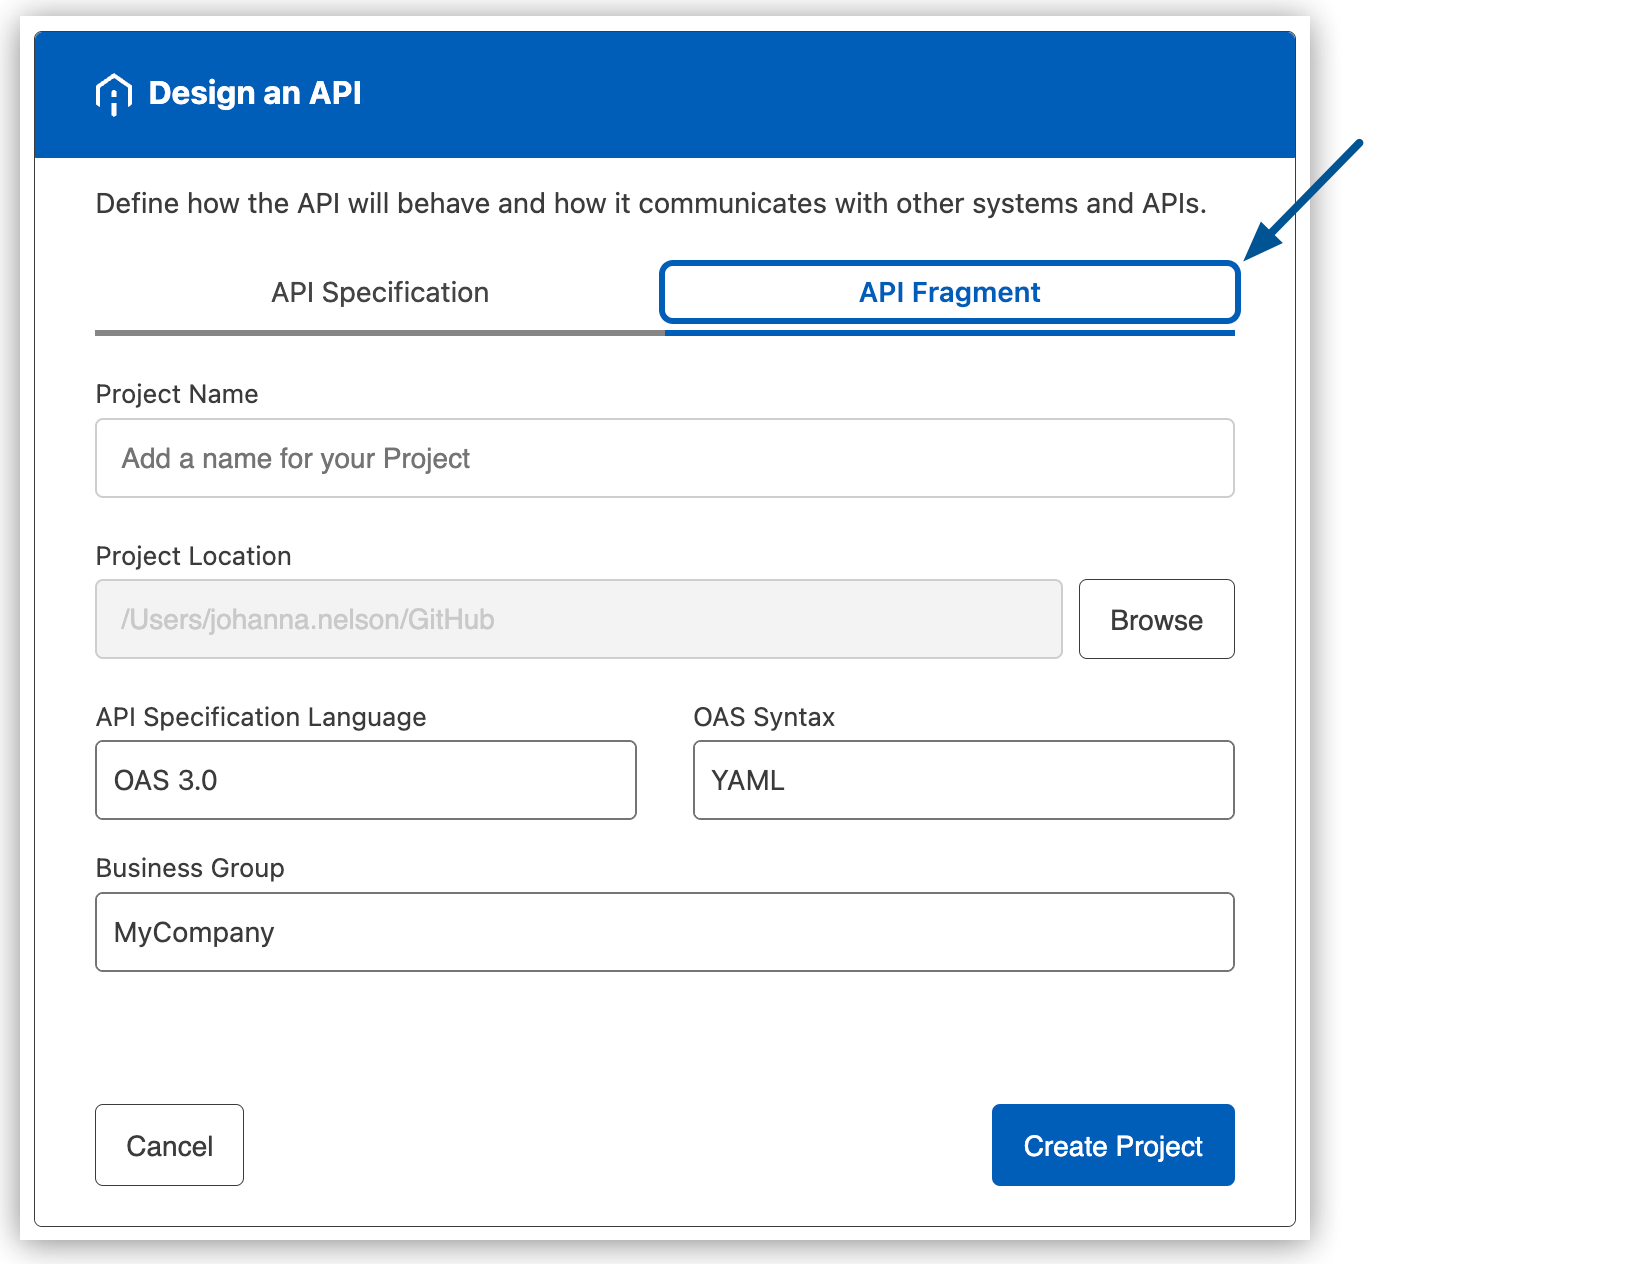 Design an API
Define how the API will behave and how it communicates with other systems and APIs.
API Specification
API Fragment
Project Name
Add a name for your Project
Project Location
/Users/johanna.nelson/GitHub
Browse
API Specification Language
OAS Syntax
OAS 3.0
YAML
Business Group
MyCompany
Cancel
Create Project